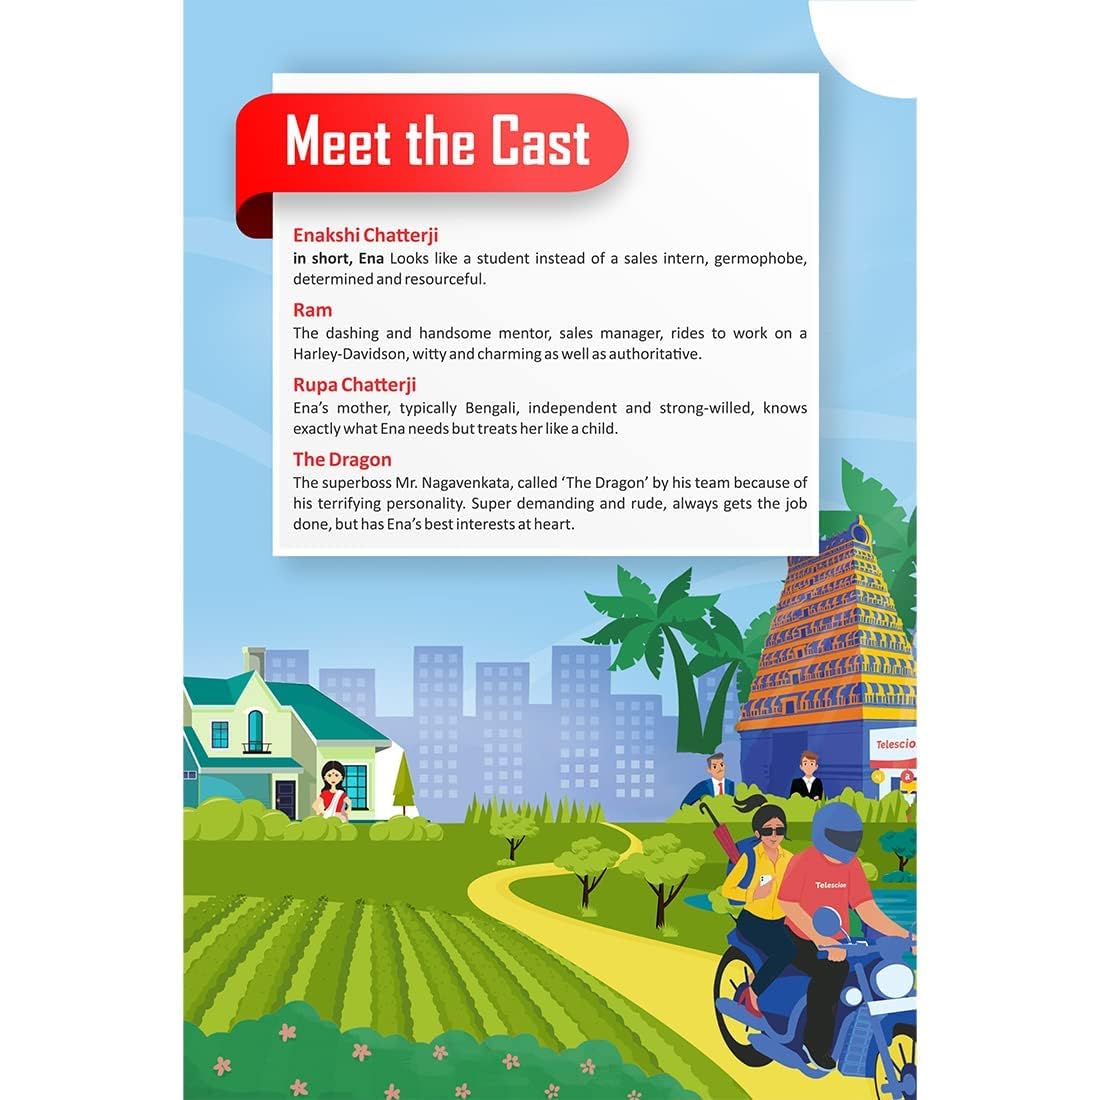 Meet the Cast
Enakshi Chatterji
in short, Ena Looks like a student instead of a sales intern, germophobe,
determined and resourceful.
Ram
The dashing and handsome mentor, sales manager, rides to work on a
Harley-Davidson, witty and charming as well as authoritative.
Rupa Chatterji
Ena’s mother, typically Bengali, independent and strong-willed, knows
exactly what Ena needs but treats her like a child.
The Dragon
The superboss Mr. Nagavenkata, called ‘The Dragon’ by his team because of
his terrifying personality. Super demanding and rude, always gets the job
done, but has Ena’s best interests at heart.
Telescio
Telescion